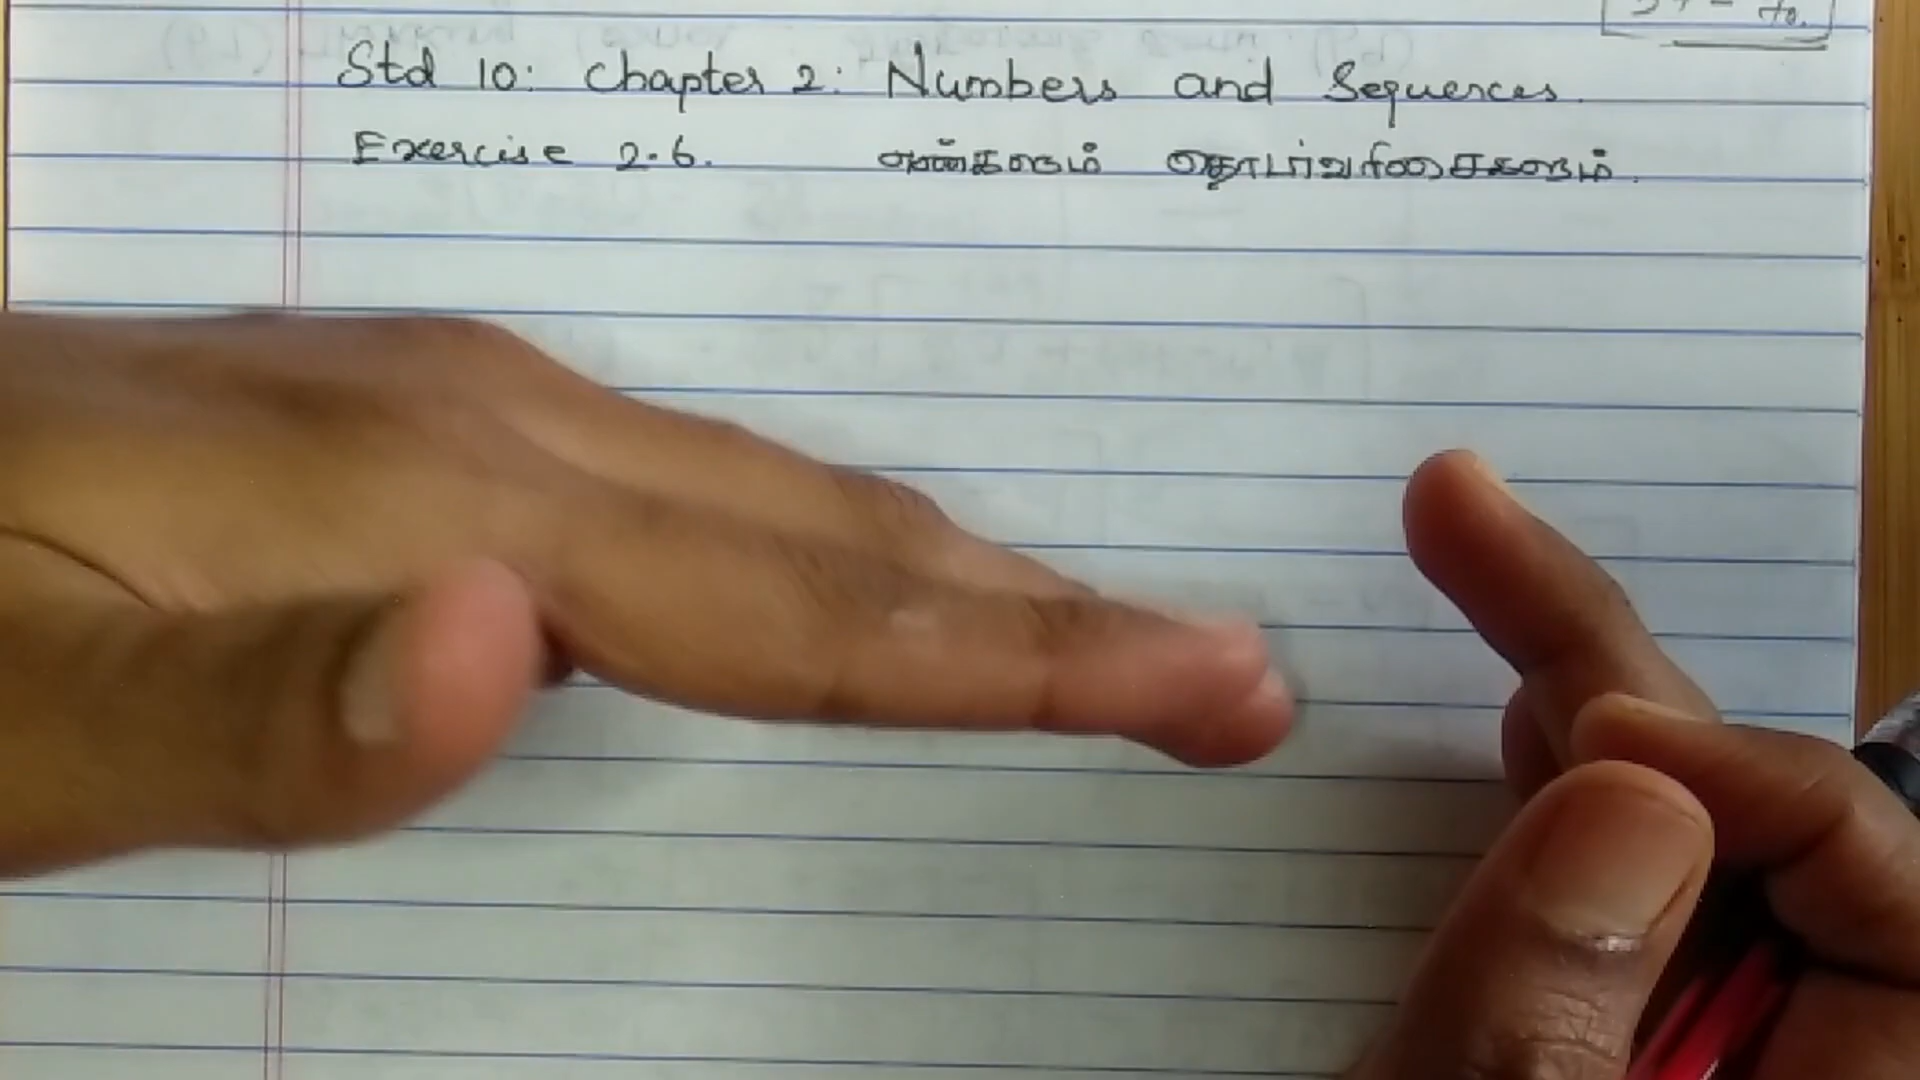 Std 10: Chapter 2: Numbers and Sequences.
Exercise 2.6. எண்களும் தொடர்வரிசைகளும்.